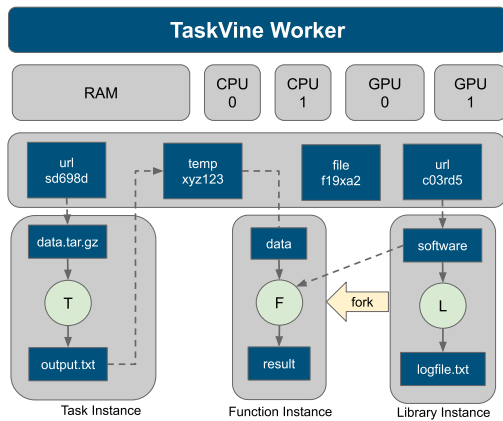 TaskVine Worker
RAM
CPU
0
CPU
1
GPU
0
GPU
1
url
sd698d
temp
xyz123
file
f19xa2
url
c03rd5
data.tar.gz
data
software
T
F
fork
L
output.txt
result
logfile.txt
Task Instance
Function Instance
Library Instance